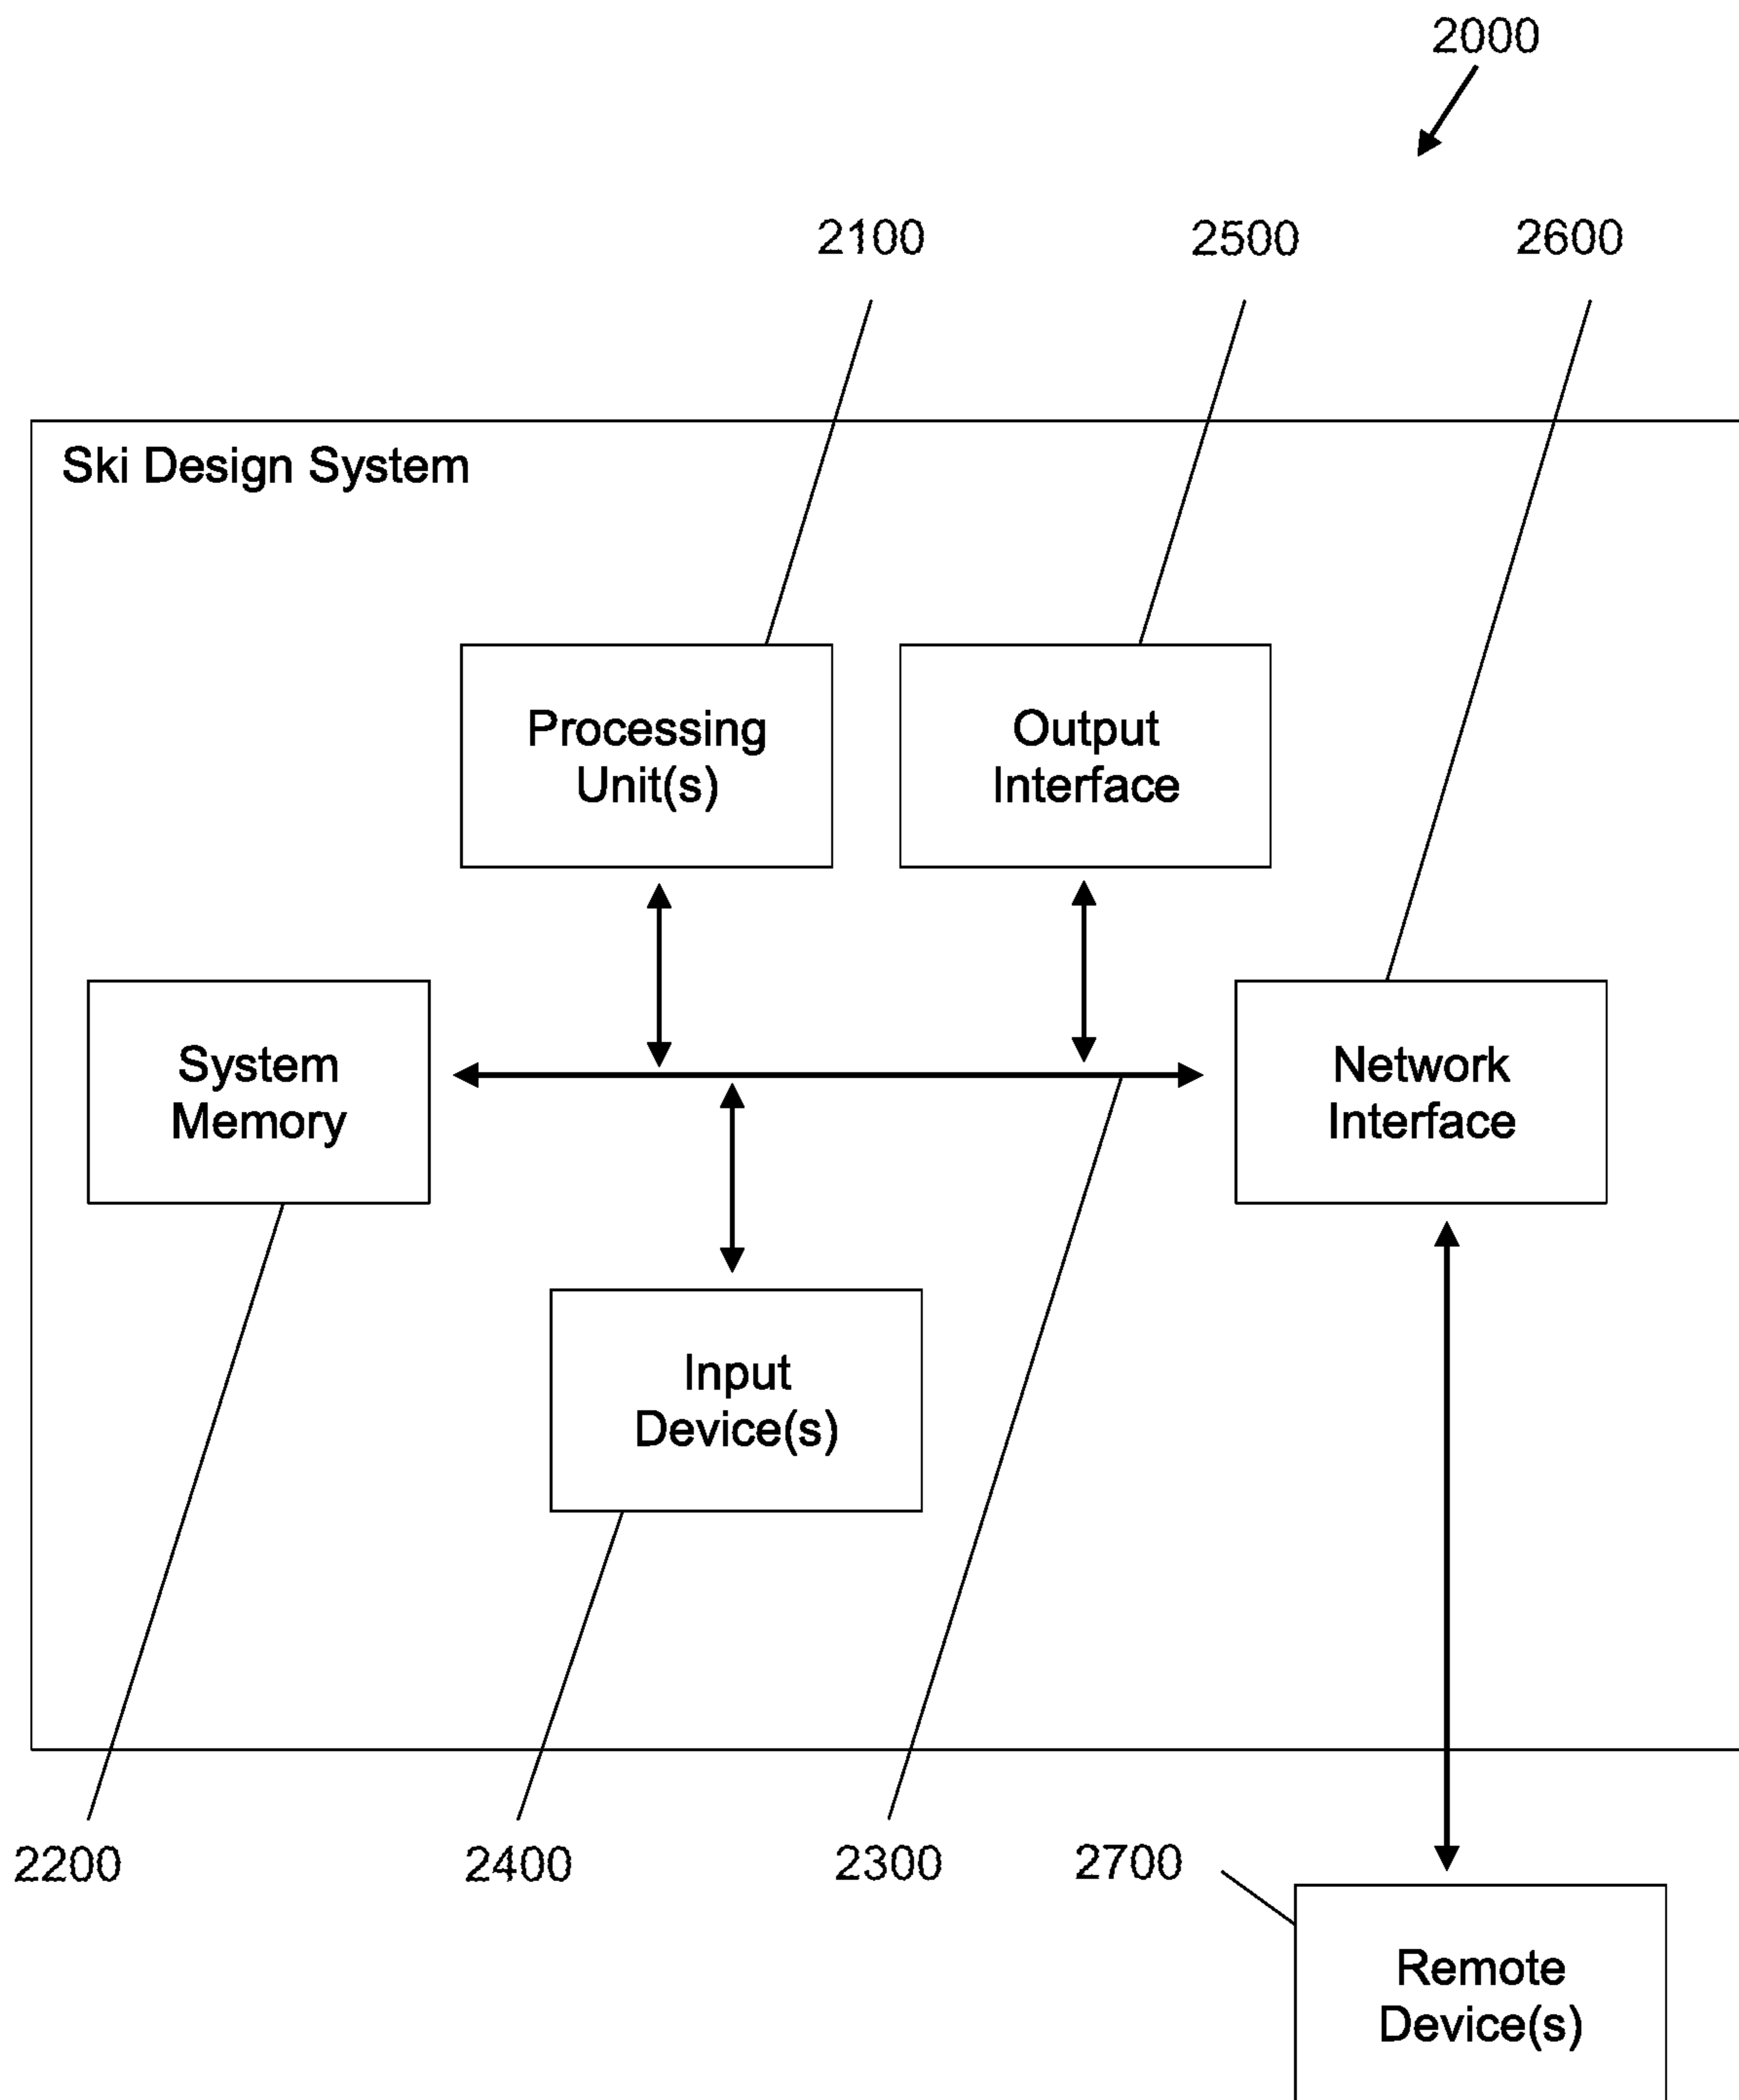 2000
2100
2500
2600
Ski Design System
Processing
Unit(s)
Output
Interface
System
Memory
Network
Interface
Input
Device(s)
2200
2400
2300
2700
Remote
Device(s)